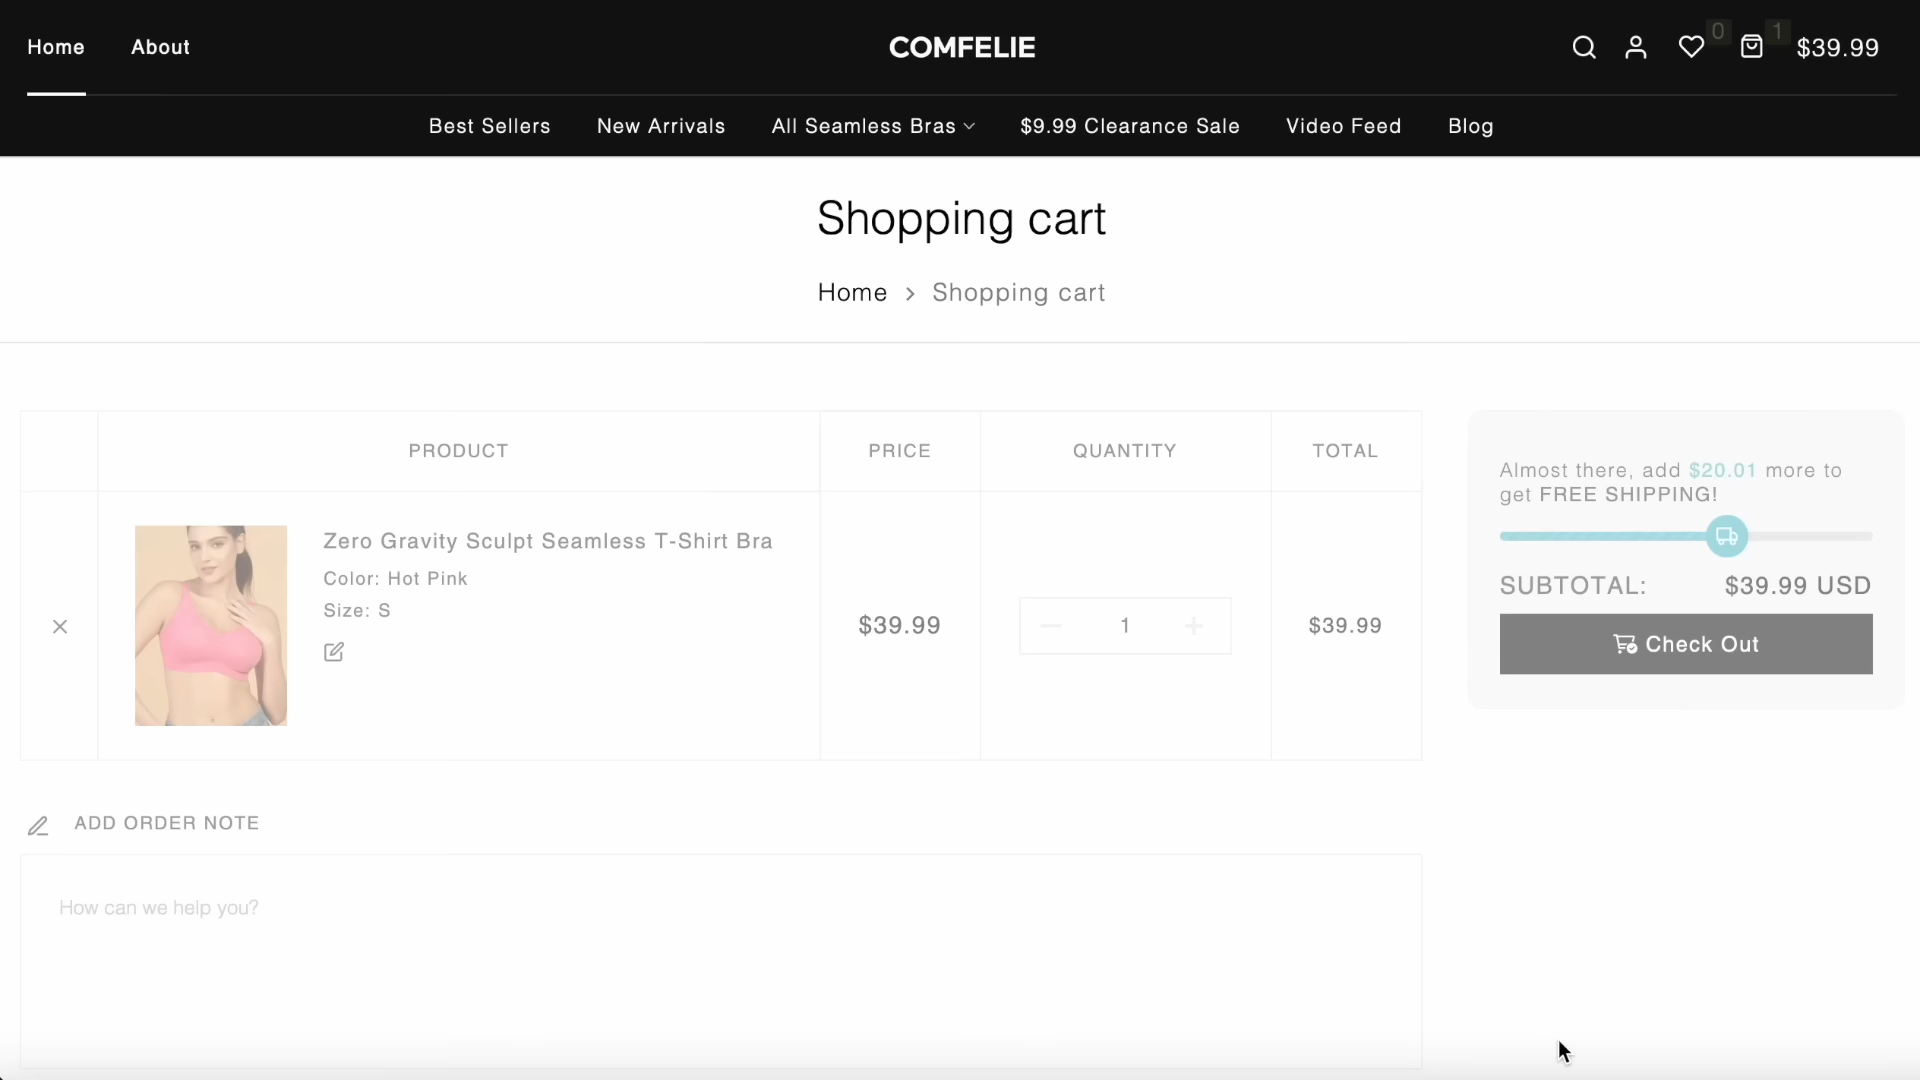 Home About COMFELIE 0 1 $39.99
Best Sellers New Arrivals All Seamless Bras $9.99 Clearance Sale Video Feed Blog
Shopping cart
Home > Shopping cart
PRODUCT PRICE QUANTITY TOTAL
Zero Gravity Sculpt Seamless T-Shirt Bra
Color: Hot Pink
Size: S
$39.99 1 $39.99
Almost there, add $20.01 more to
get FREE SHIPPING!
SUBTOTAL: $39.99 USD
Check Out
ADD ORDER NOTE
How can we help you?